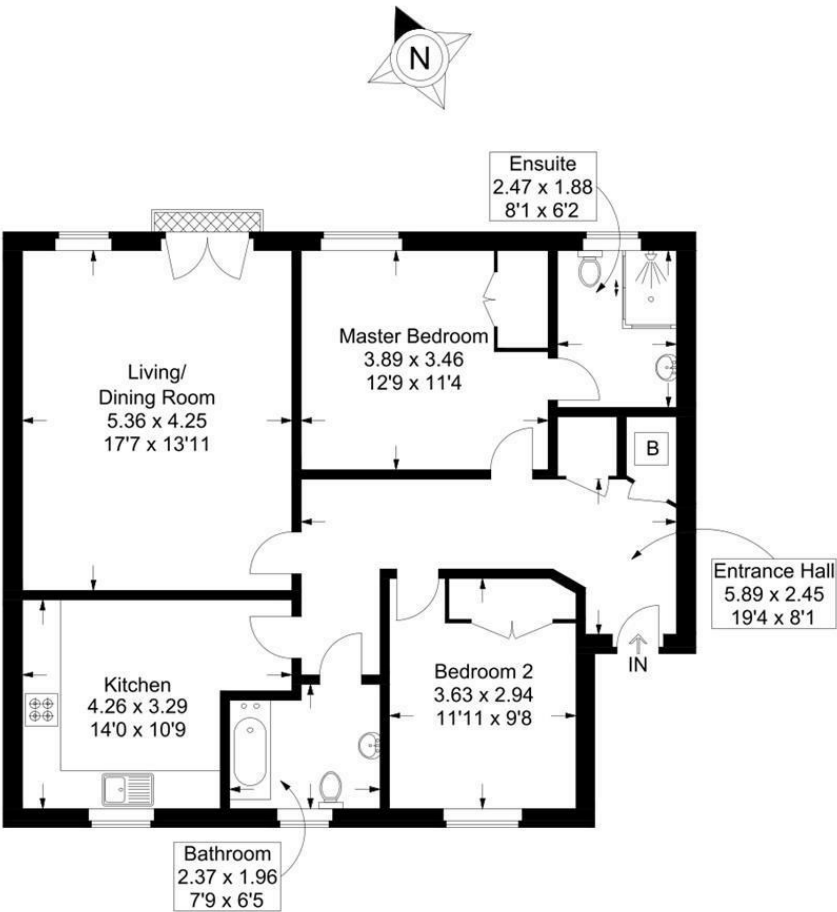 N
Ensuite
2.47 x 1.88
8'1 x 6'2
Master Bedroom
3.89 x 3.46
12'9 x 11'4
Living/
Dining Room
5.36 x 4.25
17'7 x 13'11
B
Entrance Hall
5.89 x 2.45
19'4 x 8'1
IN
Kitchen
4.26 x 3.29
14'0 x 10'9
Bedroom 2
3.63 x 2.94
11'11 x 9'8
Bathroom
2.37 x 1.96
7'9 x 6'5